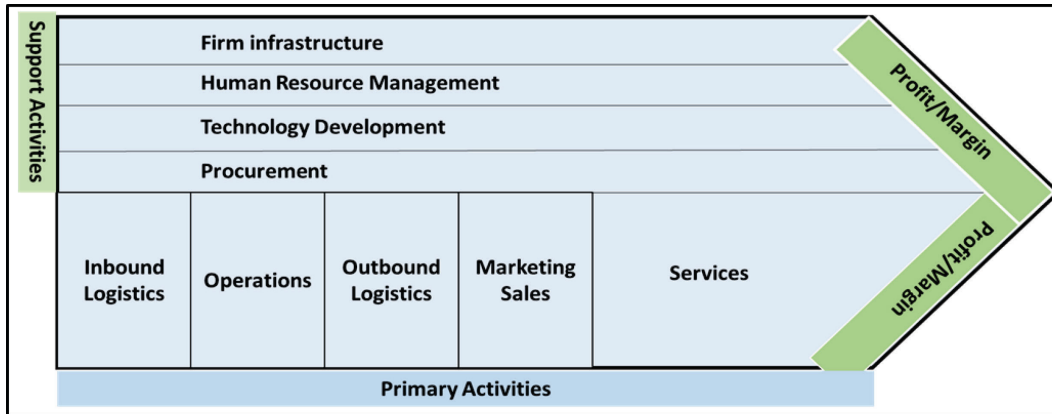 Support Activities
Firm infrastructure
Human Resource Management
Technology Development
Procurement
Profit/Margin
Inbound
Logistics
Operations
Outbound
Logistics
Marketing
Sales
Services
Profit/Margin
Primary Activities